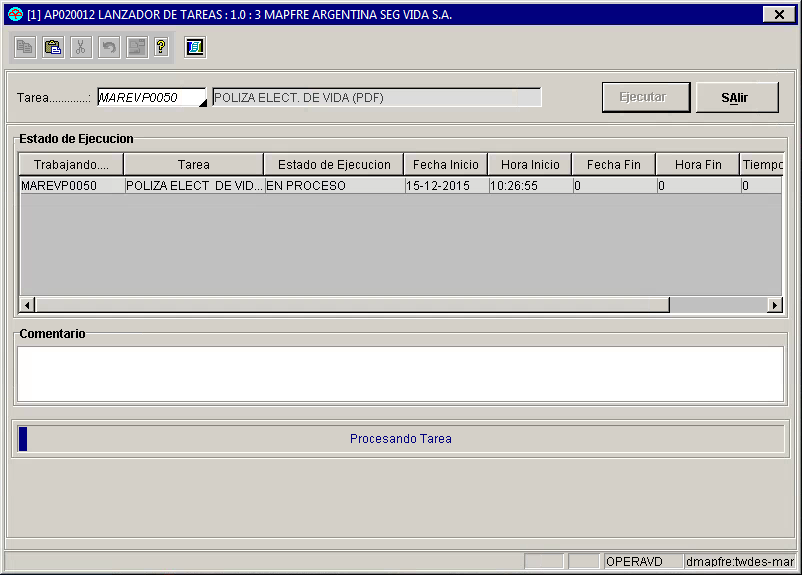 [1] AP020012 LANZADOR DE TAREAS : 1.0 : 3 MAPFRE ARGENTINA SEG VIDA S.A.
Tarea............: MAREVP0050 POLIZA ELECT. DE VIDA (PDF) Ejecutar SAlir
Estado de Ejecucion
Trabajando.... Tarea Estado de Ejecucion Fecha Inicio Hora Inicio Fecha Fin Hora Fin Tiempo
MAREVP0050 POLIZA ELECT DE VID... EN PROCESO 15-12-2015 10:26:55 0 0 0
Comentario
Procesando Tarea
OPERAVD dmapfre:twdes-mar